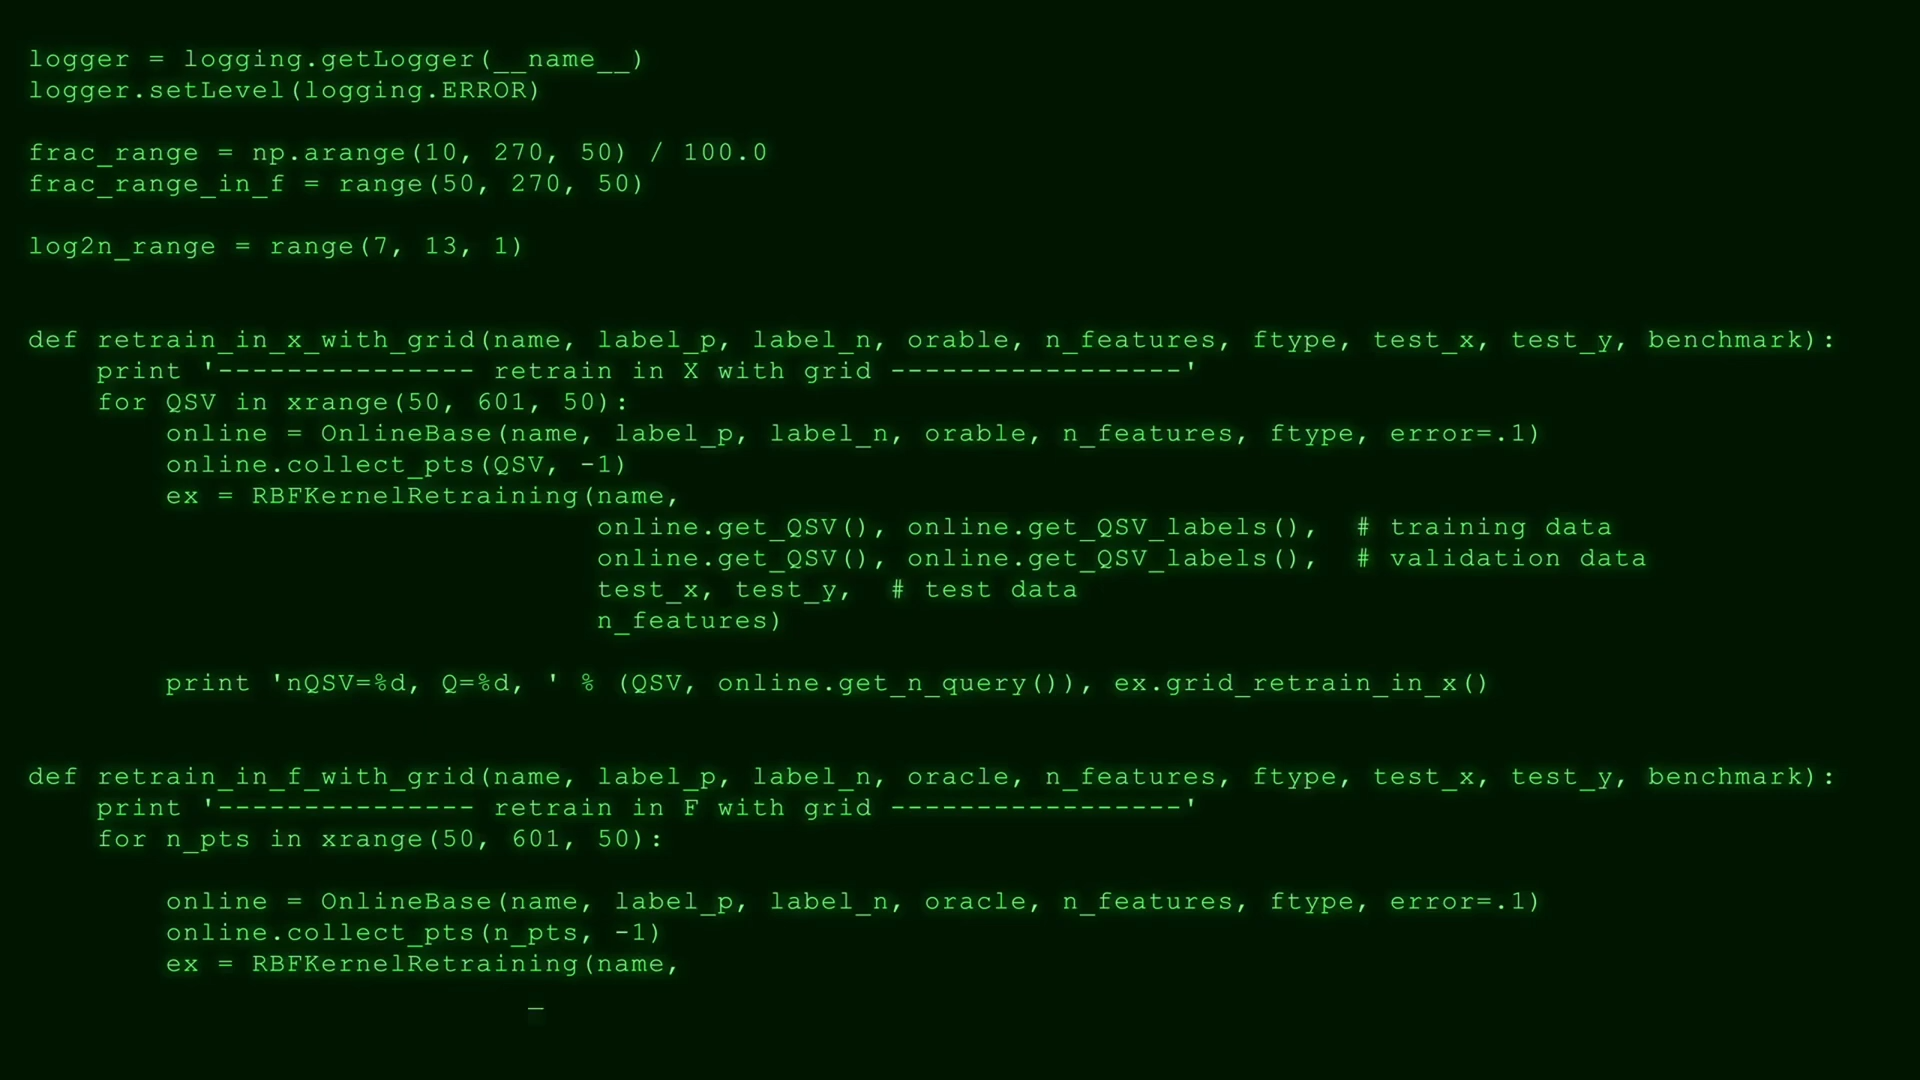 logger = logging.getLogger(__name__)
logger.setLevel(logging.ERROR)
frac_range = np.arange(10, 270, 50) / 100.0
frac_range_in_f = range(50, 270, 50)
log2n_range = range(7, 13, 1)
def retrain_in_x_with_grid(name, label_p, label_n, orable, n_features, ftype, test_x, test_y, benchmark):
    print '--------------- retrain in X with grid -----------------'
    for QSV in xrange(50, 601, 50):
        online = OnlineBase(name, label_p, label_n, orable, n_features, ftype, error=.1)
        online.collect_pts(QSV, -1)
        ex = RBFKernelRetraining(name,
                                 online.get_QSV(), online.get_QSV_labels(),  # training data
                                 online.get_QSV(), online.get_QSV_labels(),  # validation data
                                 test_x, test_y,  # test data
                                 n_features)
        print 'nQSV=%d, Q=%d, ' % (QSV, online.get_n_query()), ex.grid_retrain_in_x()
def retrain_in_f_with_grid(name, label_p, label_n, oracle, n_features, ftype, test_x, test_y, benchmark):
    print '--------------- retrain in F with grid -----------------'
    for n_pts in xrange(50, 601, 50):
        online = OnlineBase(name, label_p, label_n, oracle, n_features, ftype, error=.1)
        online.collect_pts(n_pts, -1)
        ex = RBFKernelRetraining(name,
                             _